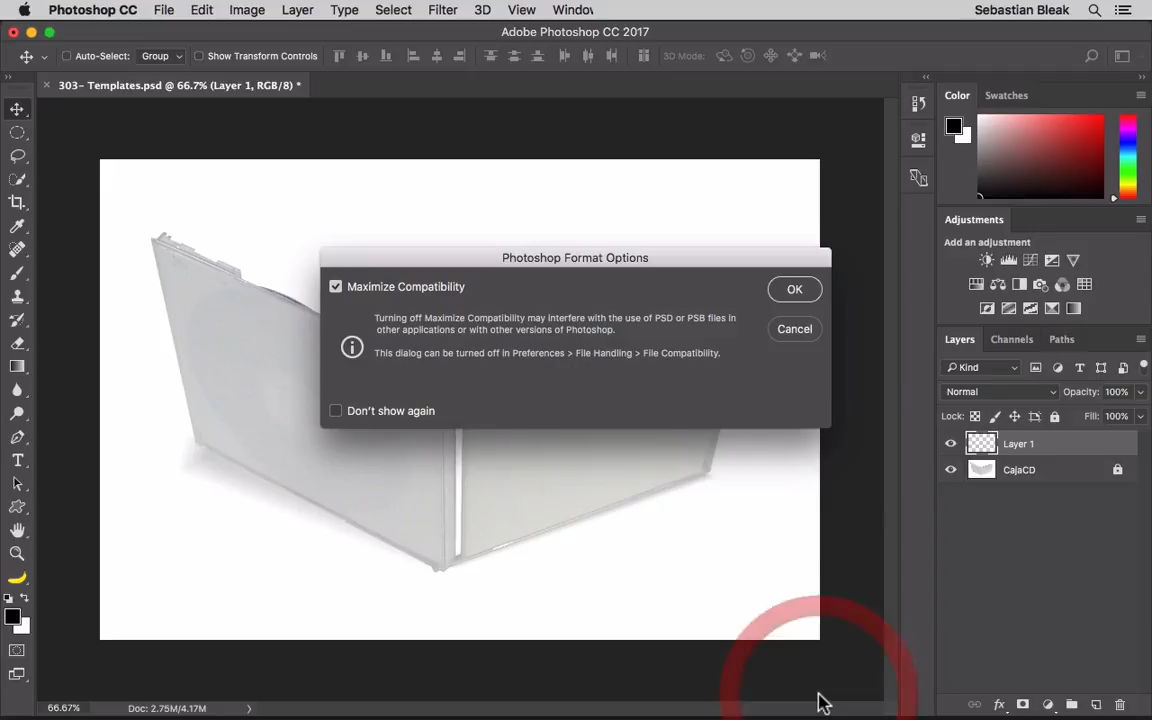 Photoshop CC File Edit Image Layer Type Select Filter 3D View Window Sebastian Bleak
Adobe Photoshop CC 2017
Auto-Select: Group Show Transform Controls 3D Mode:
303- Templates.psd @ 66.7% (Layer 1, RGB/8) *
Color Swatches
Adjustments
Add an adjustment
Photoshop Format Options
Maximize Compatibility
OK
Turning off Maximize Compatibility may interfere with the use of PSD or PSB files in
other applications or with other versions of Photoshop.
Cancel
This dialog can be turned off in Preferences > File Handling > File Compatibility.
Don't show again
Layers Channels Paths
Kind
Normal Opacity: 100%
Lock: Fill: 100%
Layer 1
CajaCD
66.67% Doc: 2.75M/4.17M